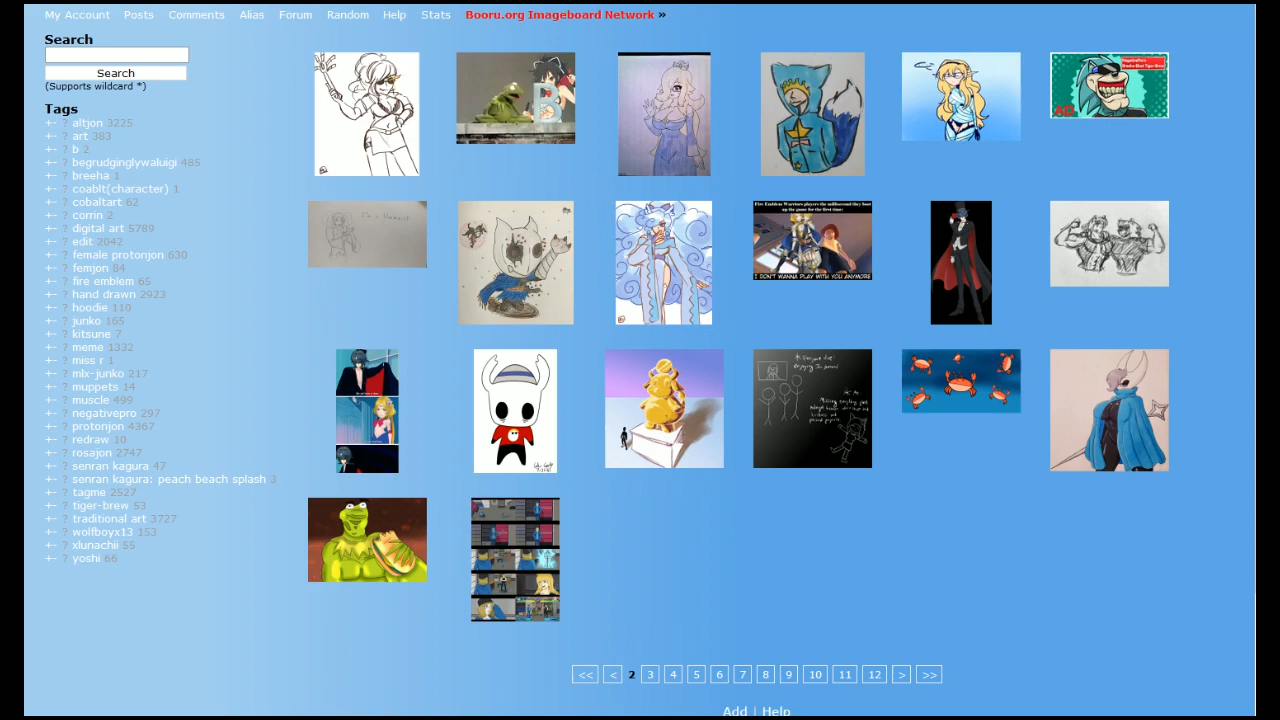 My Account Posts Comments Alias Forum Random Help Stats Booru.org Imageboard Network »
Search
Search
(Supports wildcard *)
Tags
+- ? altjon 3225
+- ? art 383
+- ? b 2
+- ? begrudginglywaluigi 485
+- ? breeha 1
+- ? coablt(character) 1
+- ? cobaltart 62
+- ? corrin 2
+- ? digital art 5789
+- ? edit 2042
+- ? female protonjon 630
+- ? femjon 84
+- ? fire emblem 65
+- ? hand drawn 2923
+- ? hoodie 110
+- ? junko 165
+- ? kitsune 7
+- ? meme 1332
+- ? miss r 1
+- ? mlx-junko 217
+- ? muppets 14
+- ? muscle 499
+- ? negativepro 297
+- ? protonjon 4367
+- ? redraw 10
+- ? rosajon 2747
+- ? senran kagura 47
+- ? senran kagura: peach beach splash 3
+- ? tagme 2527
+- ? tiger-brew 53
+- ? traditional art 3727
+- ? wolfboyx13 153
+- ? xlunachii 55
+- ? yoshi 66
AD
I'm a
Fire Emblem Warriors players the millisecond they boot
up the game for the first time:
I DON'T WANNA PLAY WITH YOU ANYMORE
<< < 2 3 4 5 6 7 8 9 10 11 12 > >>
Add | Help